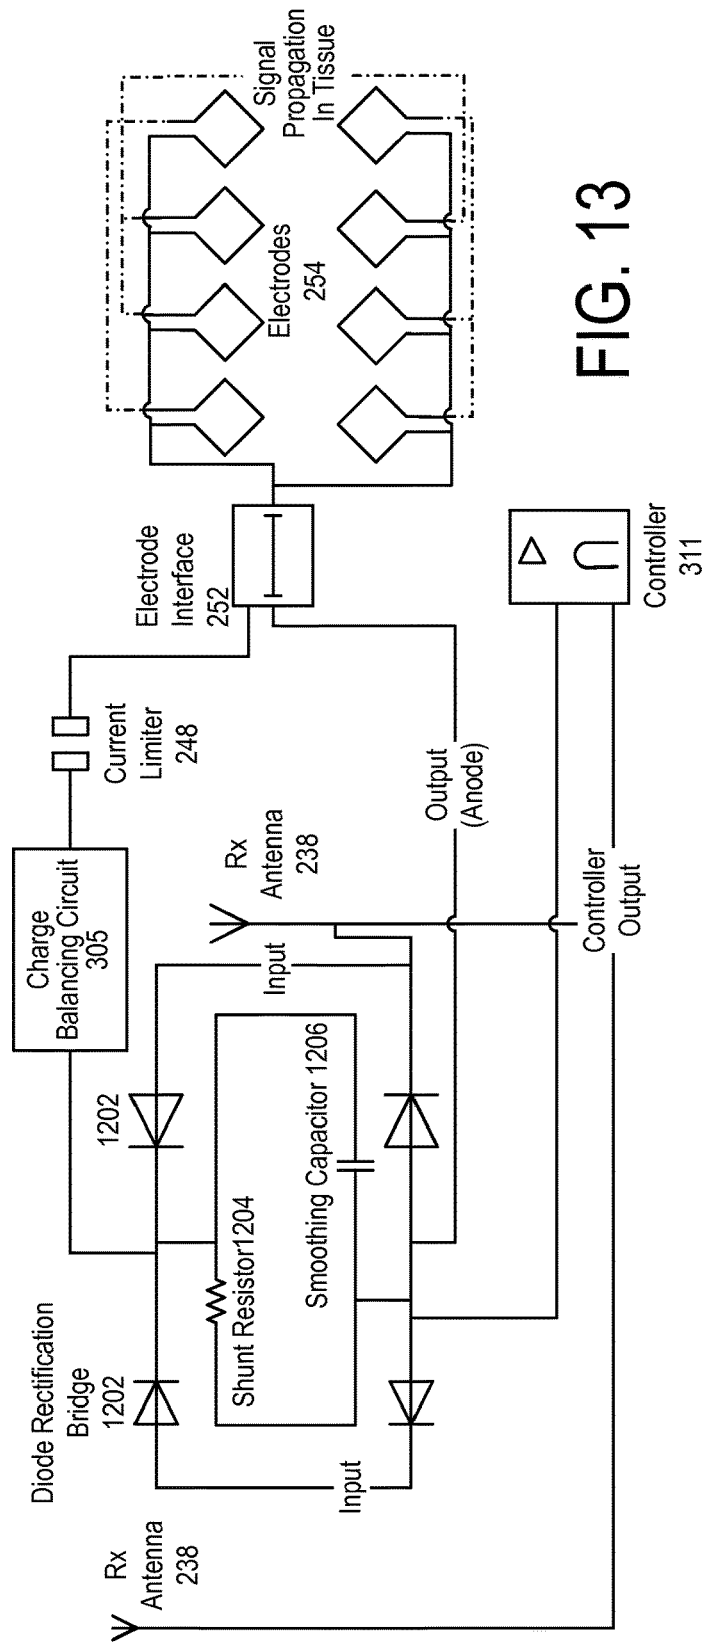 Rx
Antenna
238
Diode Rectification
Bridge
1202
1202
Charge
Balancing Circuit
305
Current
Limiter
248
Electrode
Interface
252
Signal
Propagation
In Tissue
Electrodes
254
Shunt Resistor1204
Smoothing Capacitor 1206
Input
Input
Rx
Antenna
238
Output
(Anode)
Controller
Output
Controller
311
FIG. 13